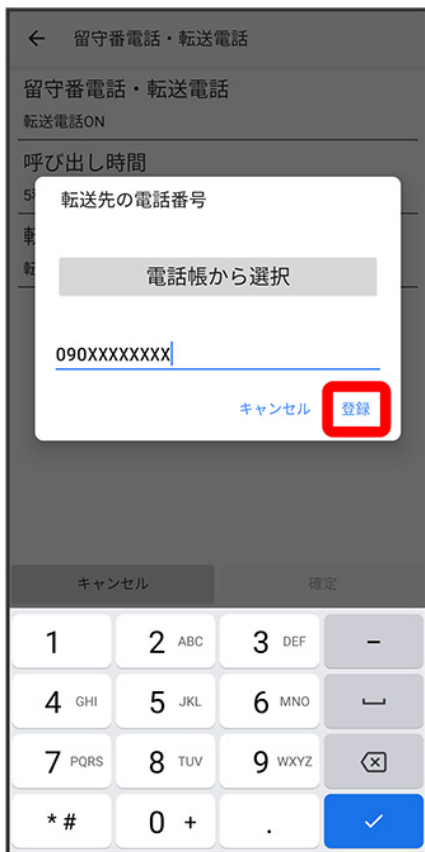 留守番電話・転送電話
留守番電話・転送電話
転送電話ON
呼び出し時間
転送先の電話番号
電話帳から選択
090XXXXXXXX
キャンセル 登録
キャンセル 確定
1 2 ABC 3 DEF -
4 GHI 5 JKL 6 MNO
7 PQRS 8 TUV 9 WXYZ
*# 0 + .